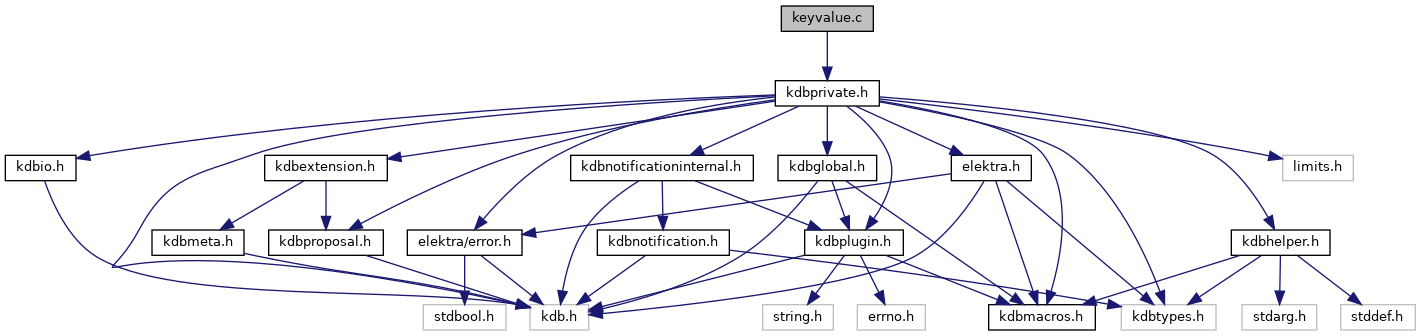 keyvalue.c
kdbprivate.h
kdbio.h
kdbextension.h
kdbnotificationinternal.h
kdbglobal.h
elektra.h
limits.h
kdbmeta.h
kdbproposal.h
elektra/error.h
kdbnotification.h
kdbplugin.h
kdbhelper.h
stdbool.h
kdb.h
string.h
errno.h
kdbmacros.h
kdbtypes.h
stdarg.h
stddef.h